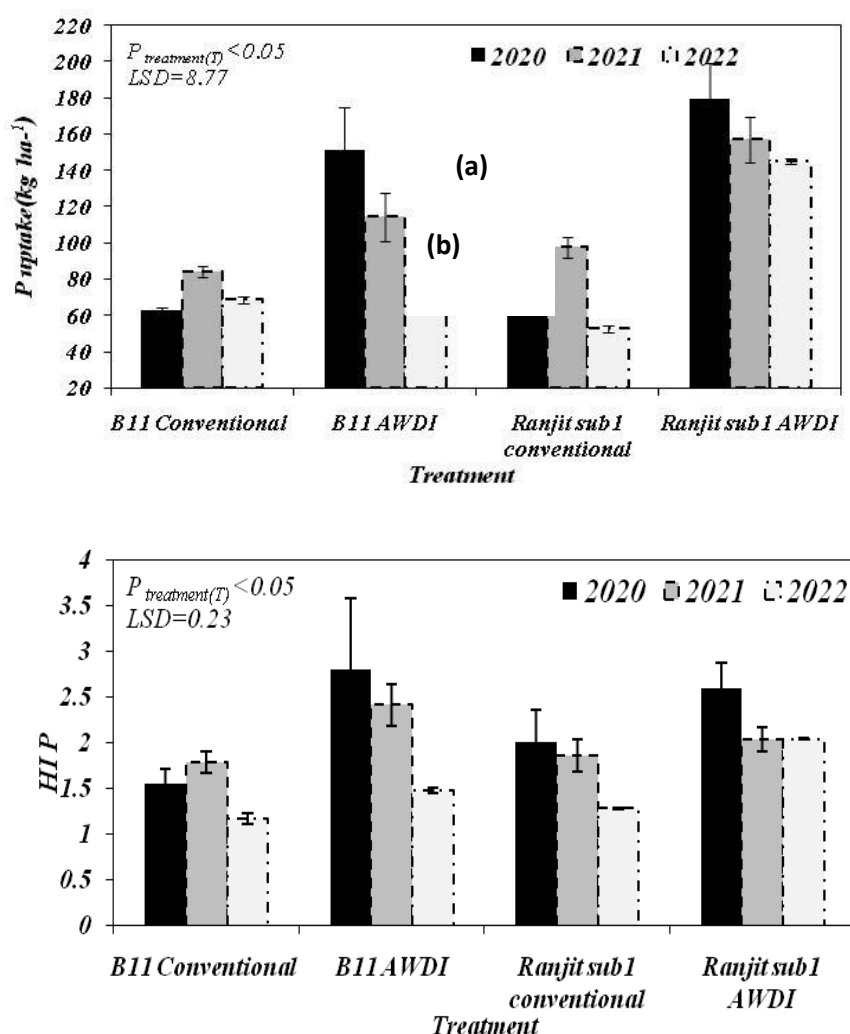 220
200
180
160
140
120
100
80
60
40
20
P uptake(kg ha-1)
P treatment(T) <0.05
LSD=8.77
2020 2021 2022
(a)
(b)
B11 Conventional B11 AWDI Ranjit sub1 conventional Ranjit sub1 AWDI
Treatment
4
3.5
3
2.5
2
1.5
1
0.5
0
HI P
P treatment(T) <0.05
LSD=0.23
2020 2021 2022
B11 Conventional B11 AWDI Ranjit sub1 conventional Ranjit sub1 AWDI
Treatment